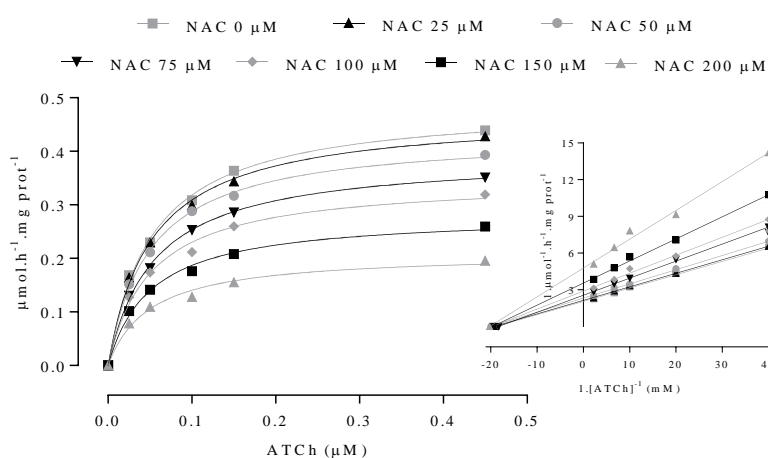 NAC 0 µM NAC 25 µM NAC 50 µM
NAC 75 µM NAC 100 µM NAC 150 µM NAC 200 µM
0.5
0.4
0.3
0.2
0.1
0.0
µmol.h⁻¹.mg prot⁻¹
0.0 0.1 0.2 0.3 0.4 0.5
ATCh (µM)
15
12
9
6
3
µmol⁻¹.h.mg prot⁻¹
-20 -10 0 10 20 30 40
1.[ATCh]⁻¹ (mM)